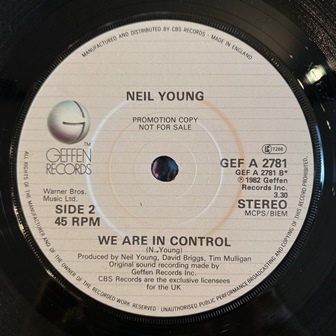 MANUFACTURED AND DISTRIBUTED BY CBS RECORDS - MADE IN ENGLAND
NEIL YOUNG
PROMOTION COPY
NOT FOR SALE
TM
GEFFEN
RECORDS
LC 7266
GEF A 2781
GEF A 2781 B*
℗ 1982 Geffen
Records Inc.
3.30
STEREO
MCPS/BIEM
Warner Bros.
Music Ltd.
SIDE 2
45 RPM
WE ARE IN CONTROL
(N. Young)
Produced by Neil Young, David Briggs, Tim Mulligan
Original sound recording made by
Geffen Records Inc.
CBS Records are the exclusive licensees
for the UK
ALL RIGHTS OF THE MANUFACTURER AND OF THE OWNER OF THE RECORDED WORK RESERVED UNAUTHORISED PUBLIC PERFORMANCE BROADCASTING AND COPYING OF THIS RECORD PROHIBITED